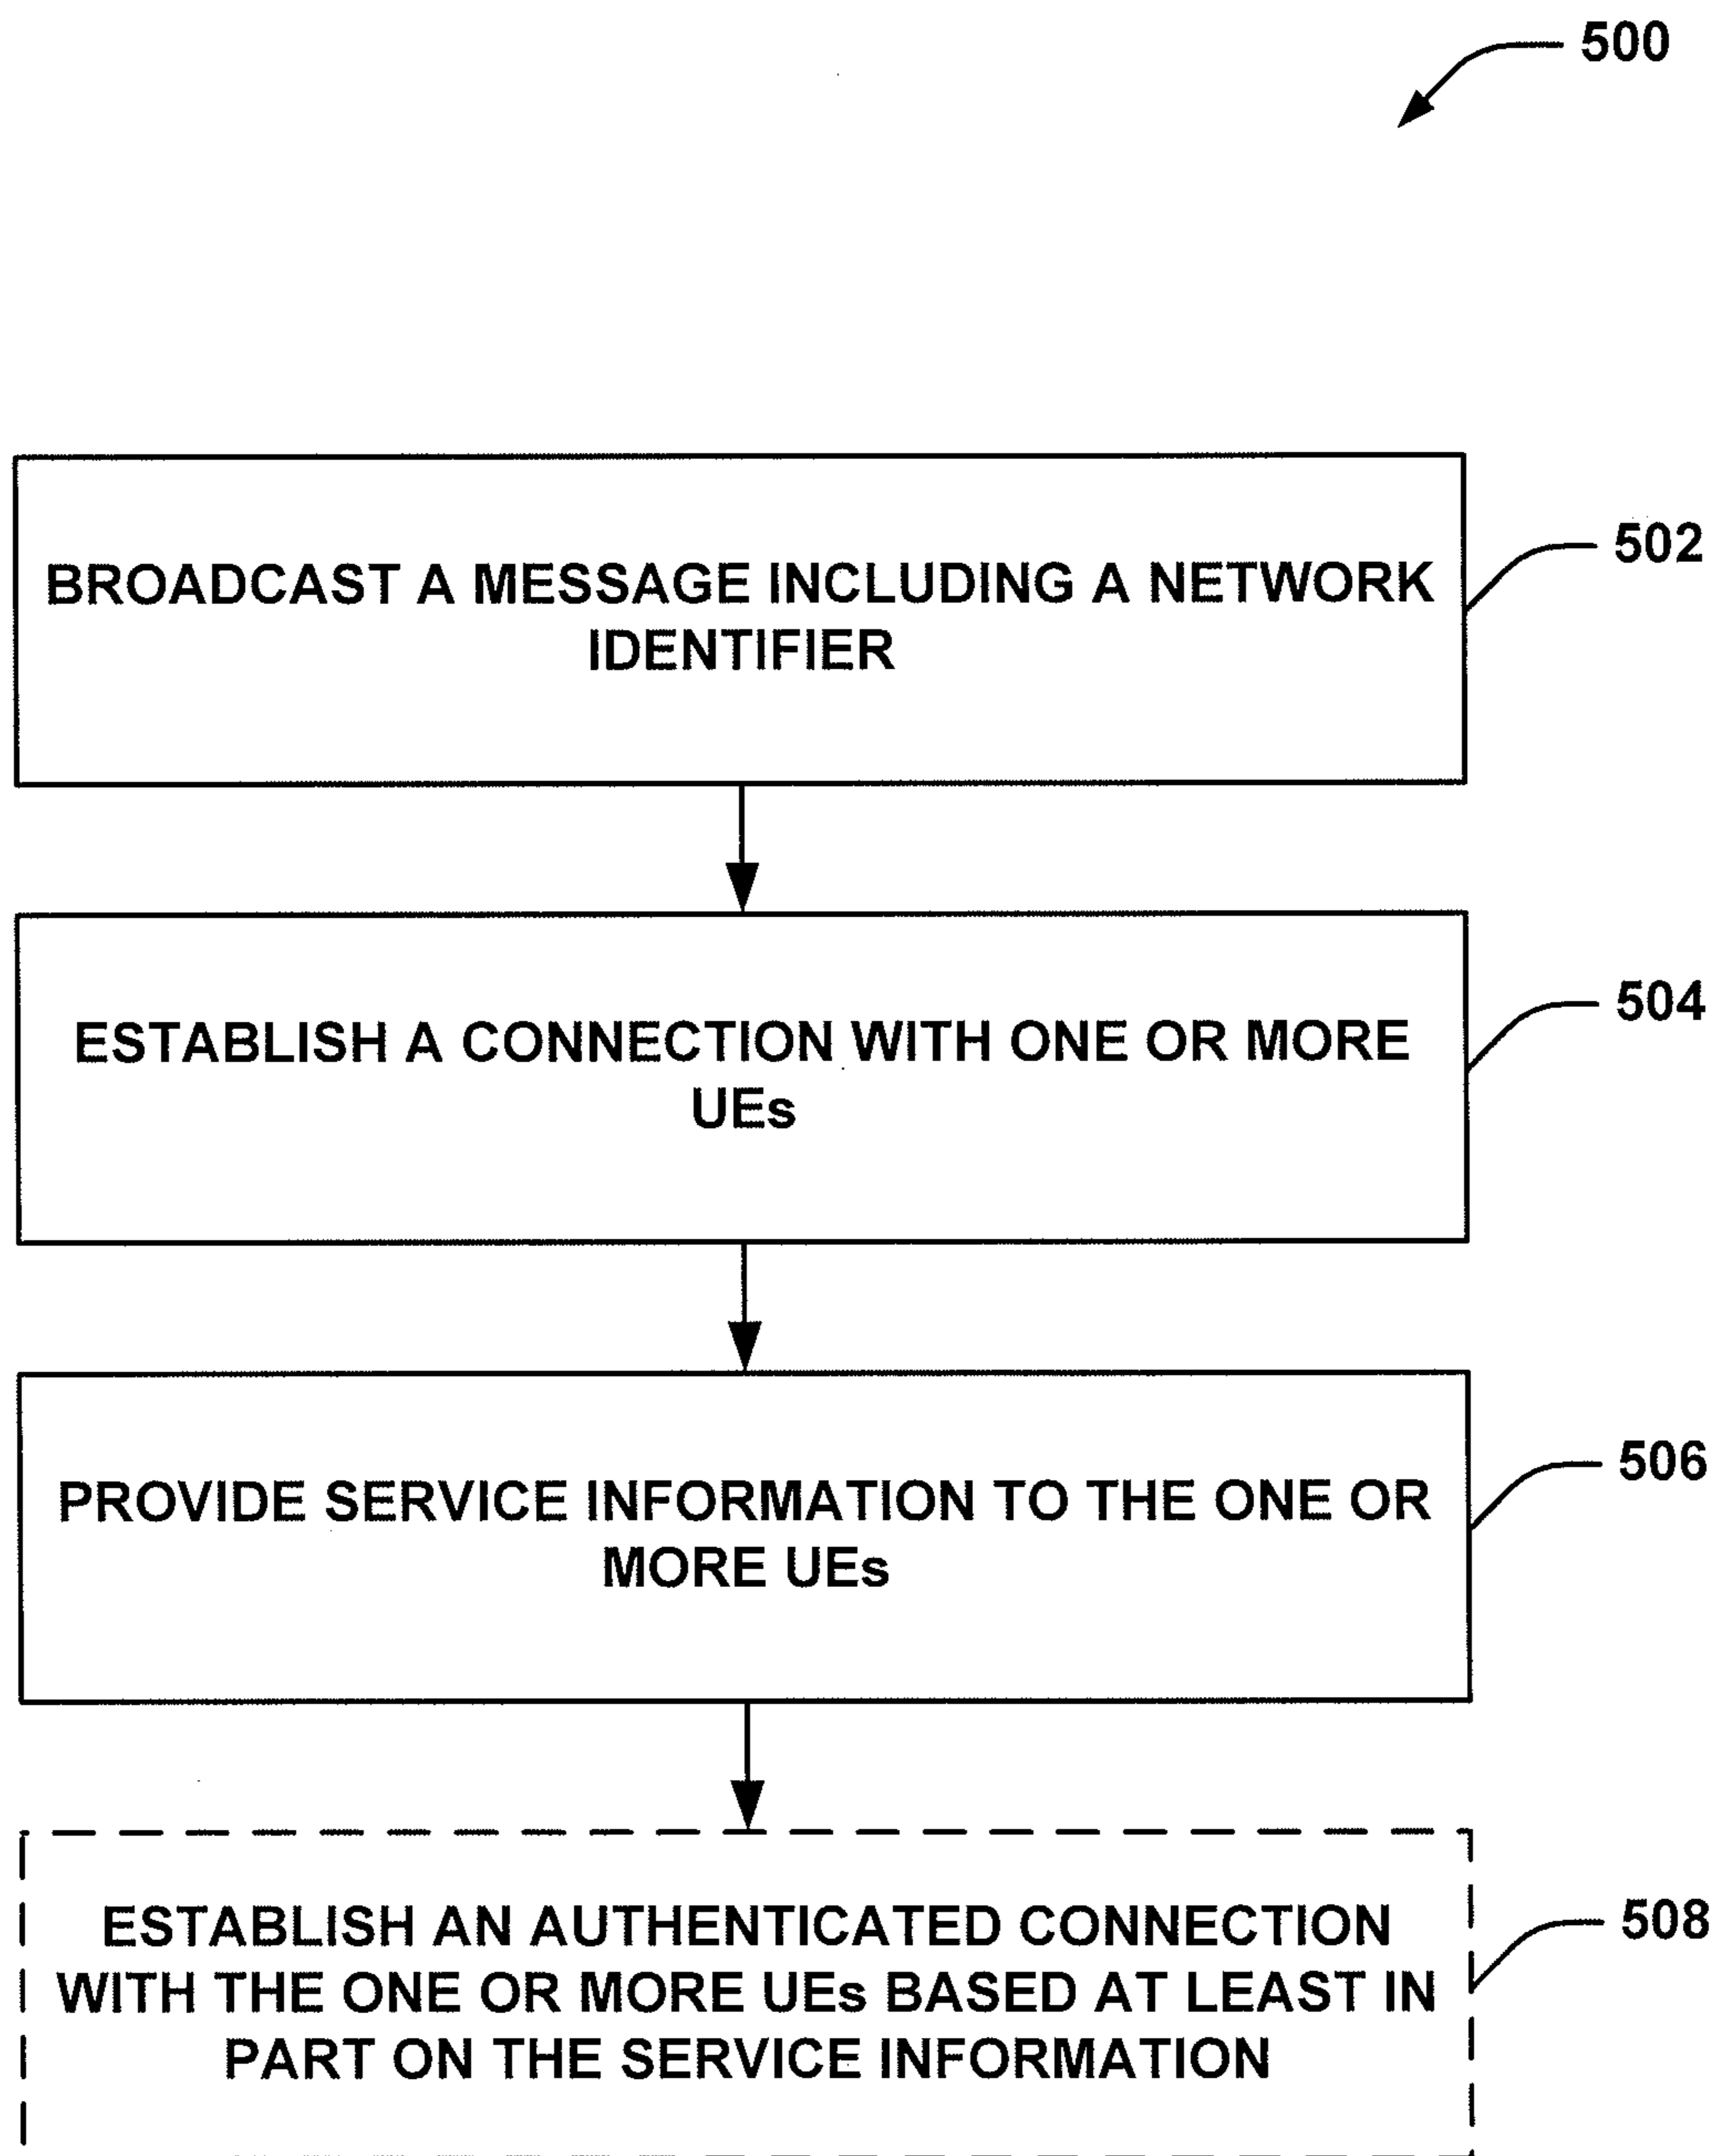 500
BROADCAST A MESSAGE INCLUDING A NETWORK
IDENTIFIER
502
ESTABLISH A CONNECTION WITH ONE OR MORE
UEs
504
PROVIDE SERVICE INFORMATION TO THE ONE OR
MORE UEs
506
ESTABLISH AN AUTHENTICATED CONNECTION
WITH THE ONE OR MORE UEs BASED AT LEAST IN
PART ON THE SERVICE INFORMATION
508